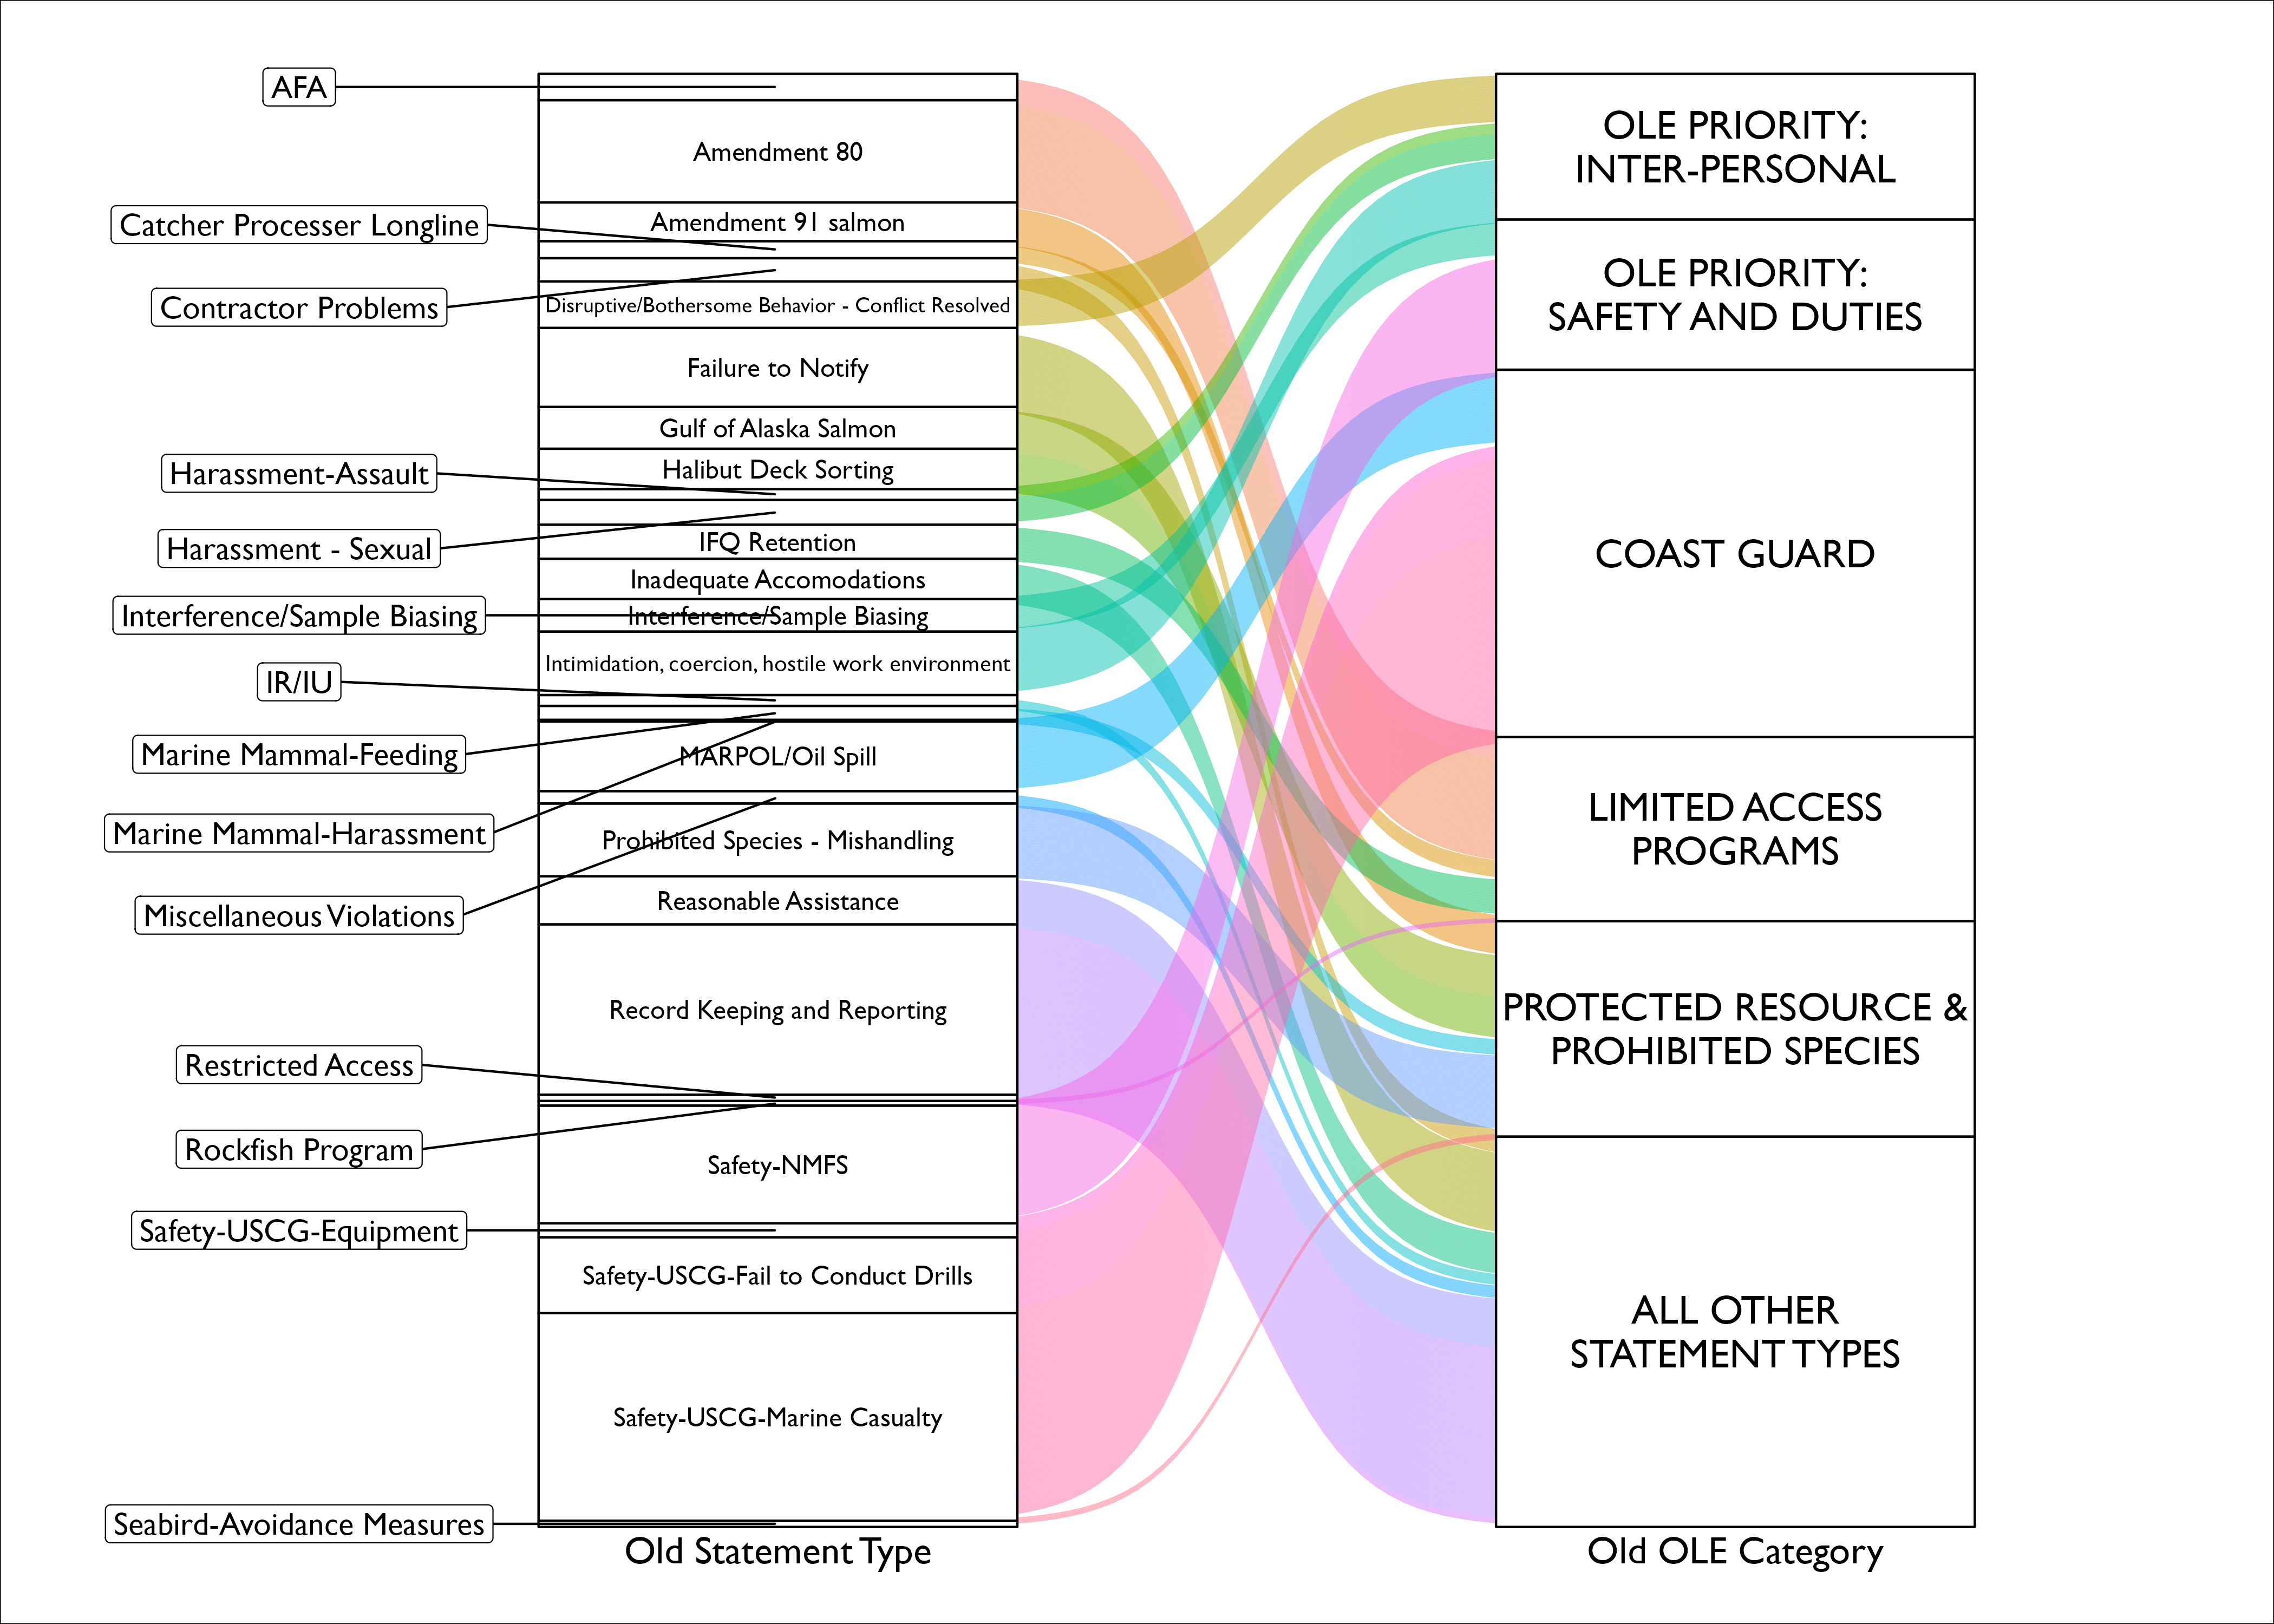 AFA
Catcher Processer Longline
Contractor Problems
Harassment-Assault
Harassment - Sexual
Interference/Sample Biasing
IR/IU
Marine Mammal-Feeding
Marine Mammal-Harassment
Miscellaneous Violations
Restricted Access
Rockfish Program
Safety-USCG-Equipment
Seabird-Avoidance Measures
Amendment 80
Amendment 91 salmon
Disruptive/Bothersome Behavior - Conflict Resolved
Failure to Notify
Gulf of Alaska Salmon
Halibut Deck Sorting
IFQ Retention
Inadequate Accomodations
Interference/Sample Biasing
Intimidation, coercion, hostile work environment
MARPOL/Oil Spill
Prohibited Species - Mishandling
Reasonable Assistance
Record Keeping and Reporting
Safety-NMFS
Safety-USCG-Fail to Conduct Drills
Safety-USCG-Marine Casualty
Old Statement Type
OLE PRIORITY:
INTER-PERSONAL
OLE PRIORITY:
SAFETY AND DUTIES
COAST GUARD
LIMITED ACCESS
PROGRAMS
PROTECTED RESOURCE &
PROHIBITED SPECIES
ALL OTHER
STATEMENT TYPES
Old OLE Category